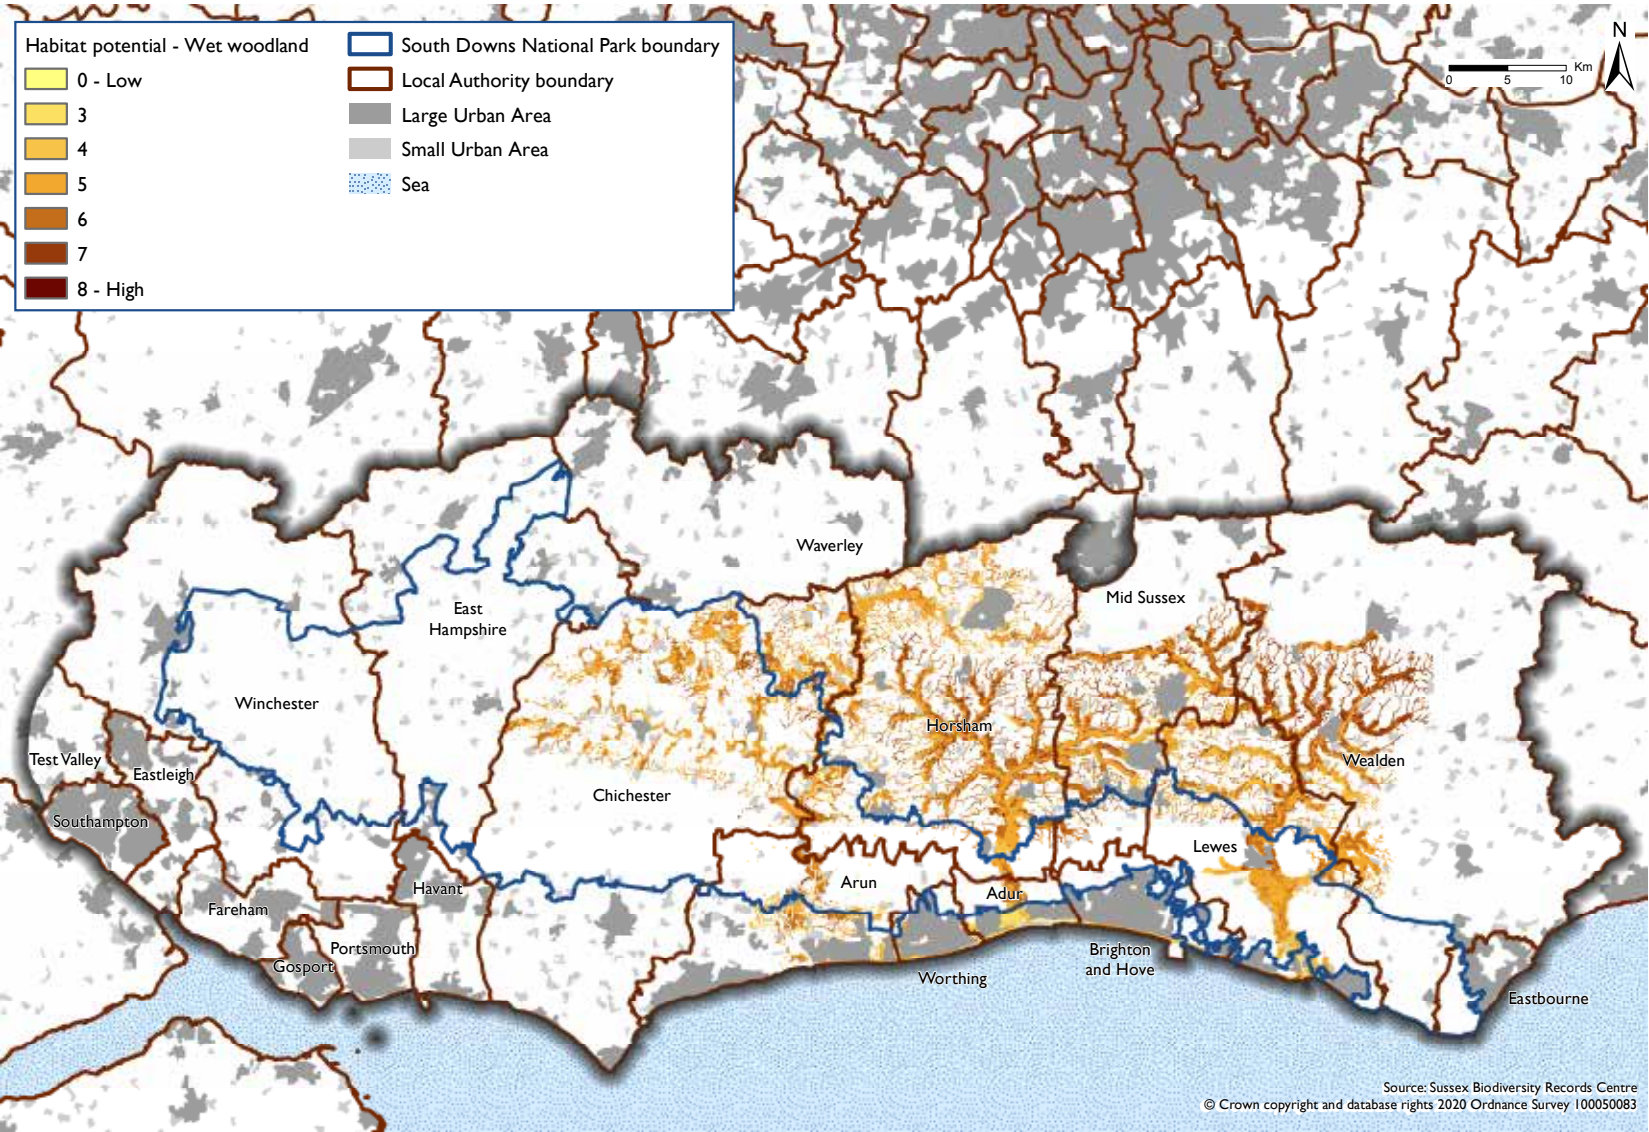 Habitat potential - Wet woodland
0 - Low
3
4
5
6
7
8 - High
South Downs National Park boundary
Local Authority boundary
Large Urban Area
Small Urban Area
Sea
N
Km
0 5 10
Waverley
Mid Sussex
East
Hampshire
Winchester
Horsham
Test Valley
Eastleigh
Wealden
Chichester
Southampton
Lewes
Arun
Havant
Adur
Fareham
Portsmouth
Gosport
Brighton
and Hove
Worthing
Eastbourne
Source: Sussex Biodiversity Records Centre
© Crown copyright and database rights 2020 Ordnance Survey 100050083